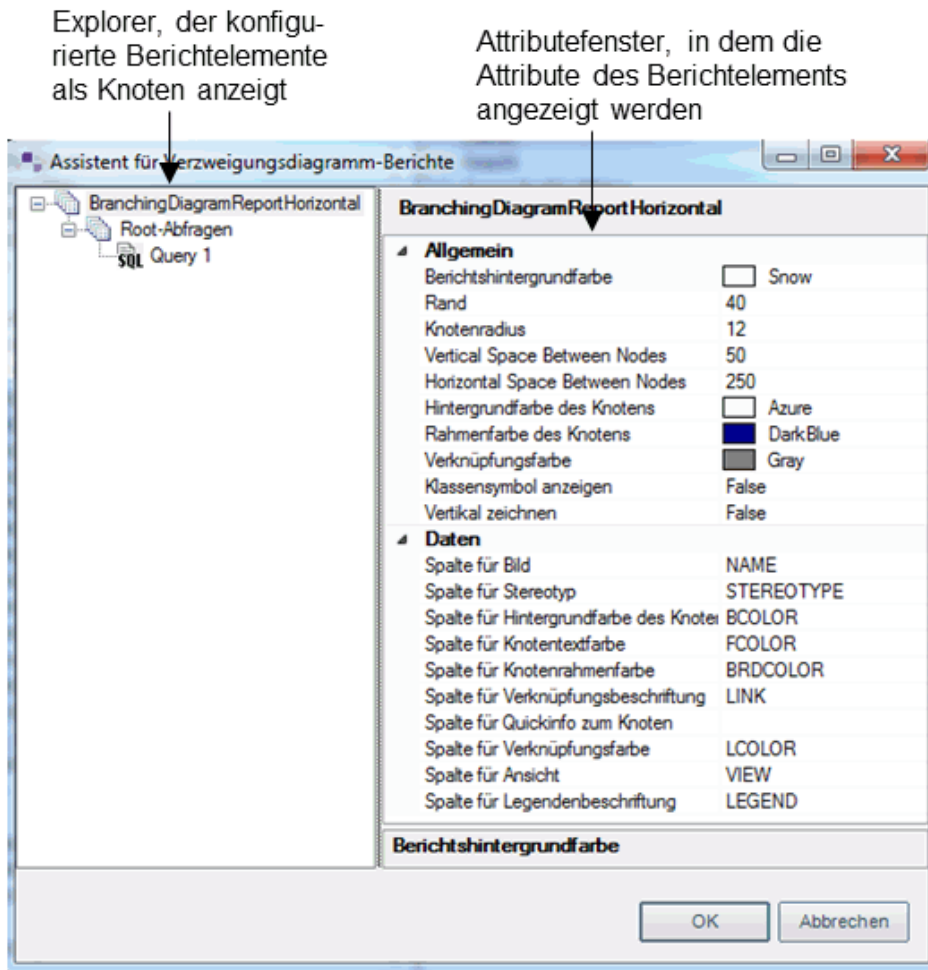 Explorer, der konfigu-
rierte Berichtelemente
als Knoten anzeigt
Attributefenster, in dem die
Attribute des Berichtelements
angezeigt werden
Assistent für Verzweigungsdiagramm-Berichte
BranchingDiagramReportHorizontal
Root-Abfragen
SQL Query 1
BranchingDiagramReportHorizontal
Allgemein
Berichtshintergrundfarbe Snow
Rand 40
Knotenradius 12
Vertical Space Between Nodes 50
Horizontal Space Between Nodes 250
Hintergrundfarbe des Knotens Azure
Rahmenfarbe des Knotens DarkBlue
Verknüpfungsfarbe Gray
Klassensymbol anzeigen False
Vertikal zeichnen False
Daten
Spalte für Bild NAME
Spalte für Stereotyp STEREOTYPE
Spalte für Hintergrundfarbe des Knoter BCOLOR
Spalte für Knotentextfarbe FCOLOR
Spalte für Knotenrahmenfarbe BRDCOLOR
Spalte für Verknüpfungsbeschriftung LINK
Spalte für Quickinfo zum Knoten
Spalte für Verknüpfungsfarbe LCOLOR
Spalte für Ansicht VIEW
Spalte für Legendenbeschriftung LEGEND
Berichtshintergrundfarbe
OK Abbrechen